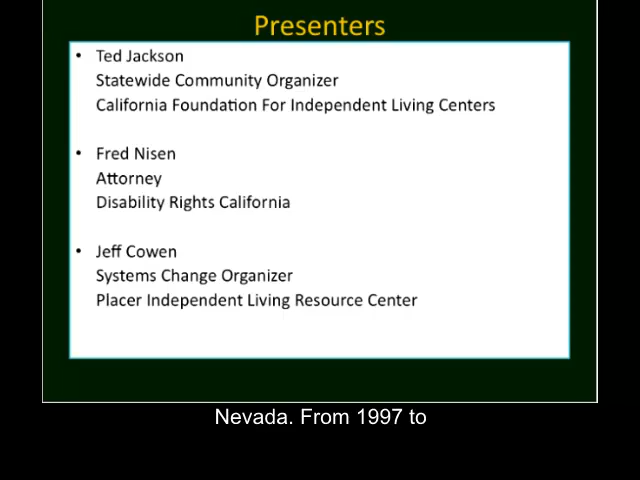 Presenters
• Ted Jackson
Statewide Community Organizer
California Foundation For Independent Living Centers
• Fred Nisen
Attorney
Disability Rights California
• Jeff Cowen
Systems Change Organizer
Placer Independent Living Resource Center
Nevada. From 1997 to